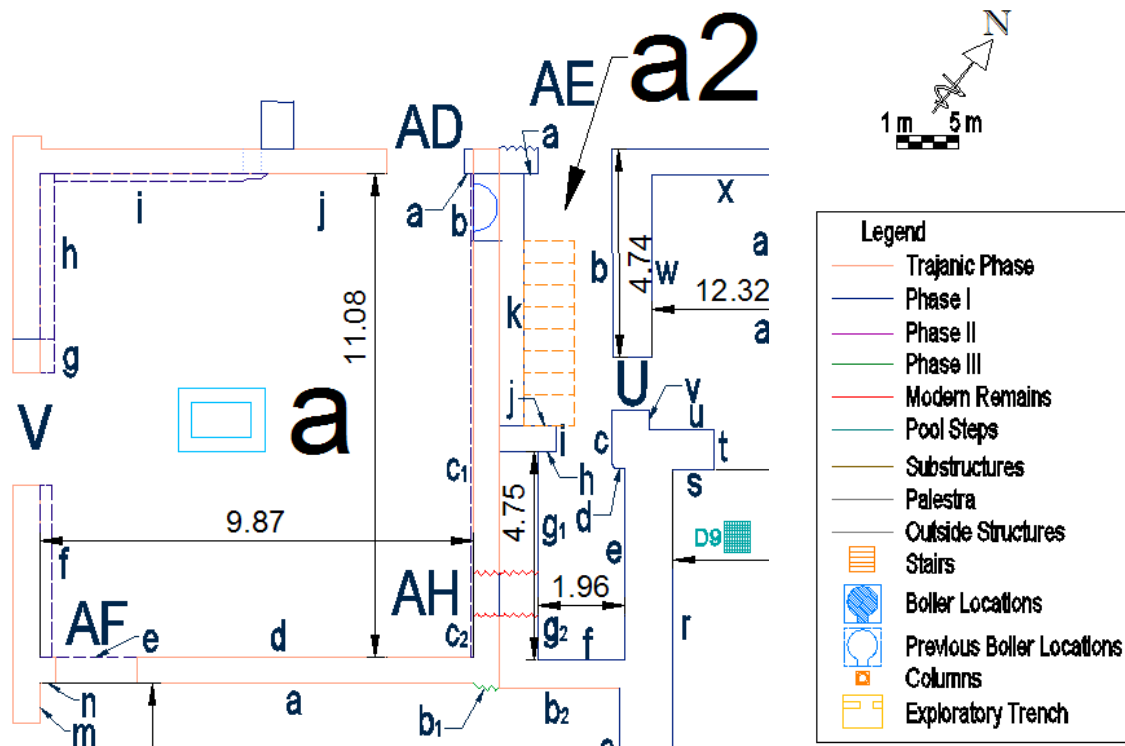 a2
AE
AD
a
N
1 m 5 m
i
j
a
b
x
h
b
4.74
w
a
12.32
k
a
11.08
g
U
V
a
j
i
v
u
c
t
h
s
c1
4.75
g1
d
D9
9.87
e
f
AH
1.96
r
AF
e
d
c2
g2
f
n
a
m
b1
b2
Legend
Trajanic Phase
Phase I
Phase II
Phase III
Modern Remains
Pool Steps
Substructures
Palestra
Outside Structures
Stairs
Boiler Locations
Previous Boiler Locations
Columns
Exploratory Trench